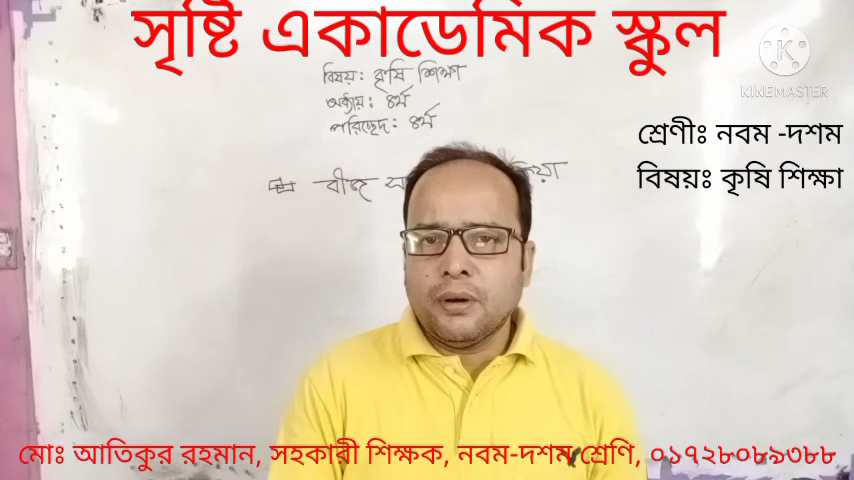 সৃষ্টি একাডেমিক স্কুল
বিষয়: কৃষি শিক্ষা
অধ্যায়: ৪র্থ
পরিচ্ছেদ: ৪র্থ
বীজ
KINEMASTER
শ্রেণীঃ নবম -দশম
বিষয়ঃ কৃষি শিক্ষা
মোঃ আতিকুর রহমান, সহকারী শিক্ষক, নবম-দশম শ্রেণি, ০১৭২৮০৮৯৩৮৮